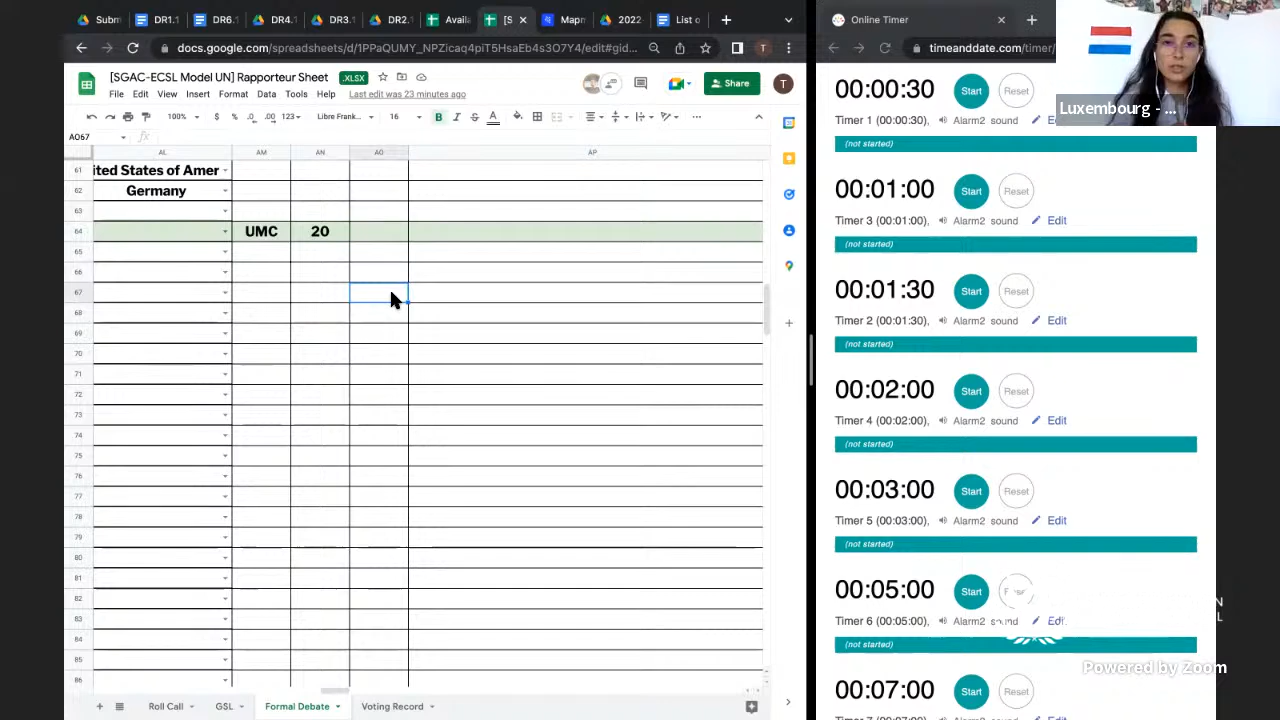 Subm
DR1.1
DR6.1
DR4.1
DR3.1
DR2.1
Availa
[S
Mapm
2022
List o
docs.google.com/spreadsheets/d/1PPaQUMT_NPZicaejpiT5HsaEb4s3O7Y4/edit#gid...
T
[SGAC-ECSL Model UN] Rapporteur Sheet .XLSX
Share
T
File Edit View Insert Format Data Tools Help Last edit was 23 minutes ago
100% $ % .0 .00 123 Libre Frank... 16 B I S A
AO67 fx
AL AM AN AO AP
61 ited States of Amer
62 Germany
63
64 UMC 20
65
66
67
68
69
70
71
72
73
74
75
76
77
78
79
80
81
82
83
84
85
86
Roll Call GSL Formal Debate Voting Record
Online Timer
timeanddate.com/timer/
Luxembourg - ...
00:00:30 Start Reset
Timer 1 (00:00:30), Alarm2 sound
(not started)
00:01:00 Start Reset
Timer 3 (00:01:00), Alarm2 sound Edit
(not started)
00:01:30 Start Reset
Timer 2 (00:01:30), Alarm2 sound Edit
(not started)
00:02:00 Start Reset
Timer 4 (00:02:00), Alarm2 sound Edit
(not started)
00:03:00 Start Reset
Timer 5 (00:03:00), Alarm2 sound Edit
(not started)
00:05:00 Start
Timer 6 (00:05:00), Alarm2 sound Edit
(not started)
Powered by Zoom
00:07:00 Start Reset